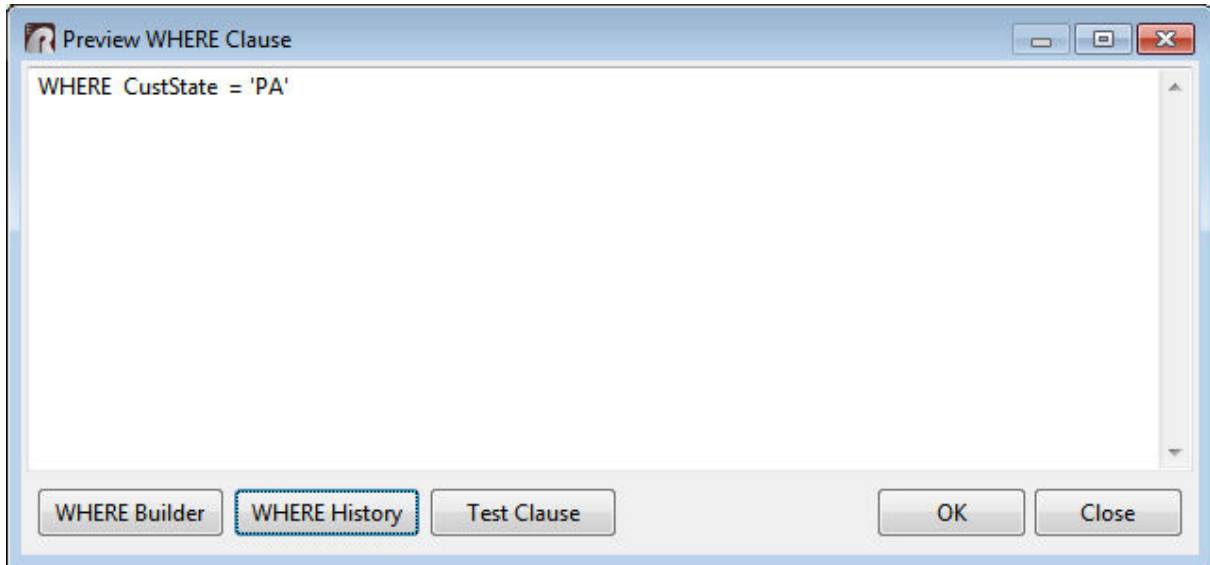 Preview WHERE Clause
WHERE  CustState  = 'PA'
WHERE Builder
WHERE History
Test Clause
OK
Close